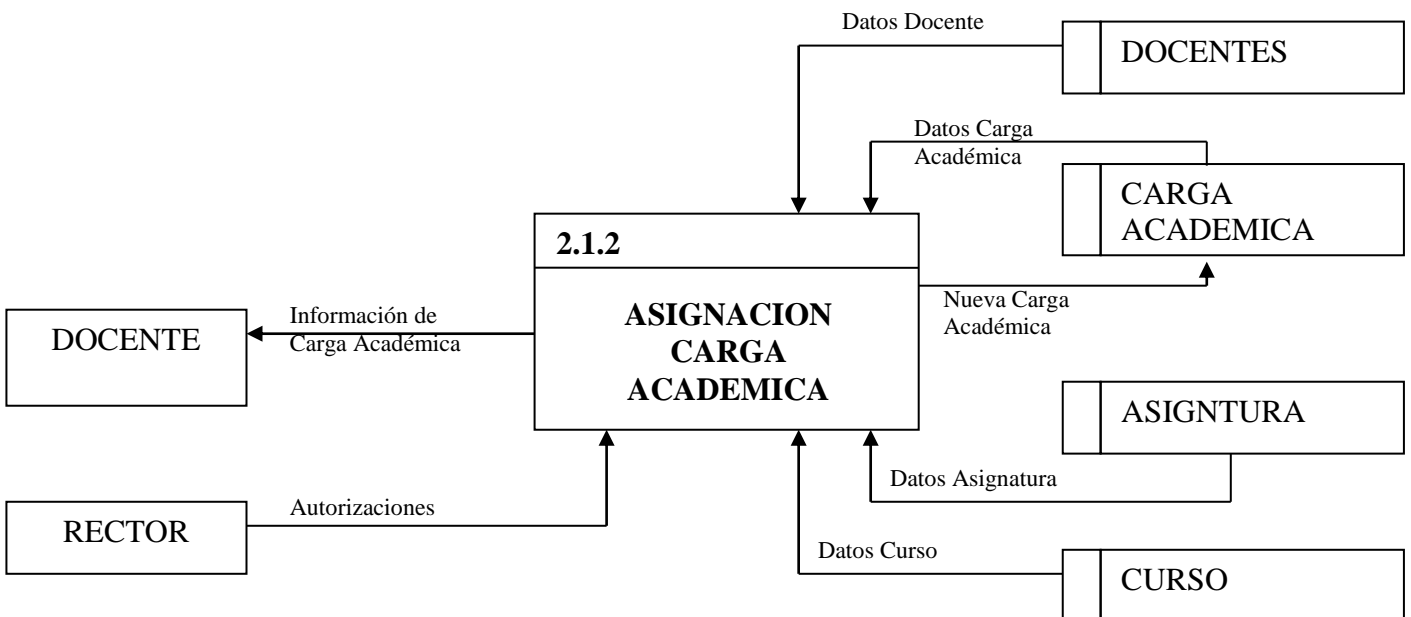 Datos Docente
DOCENTES
Datos Carga
Académica
CARGA
ACADEMICA
2.1.2
ASIGNACION
CARGA
ACADEMICA
Nueva Carga
Académica
Información de
Carga Académica
DOCENTE
ASIGNTURA
Datos Asignatura
Autorizaciones
RECTOR
Datos Curso
CURSO